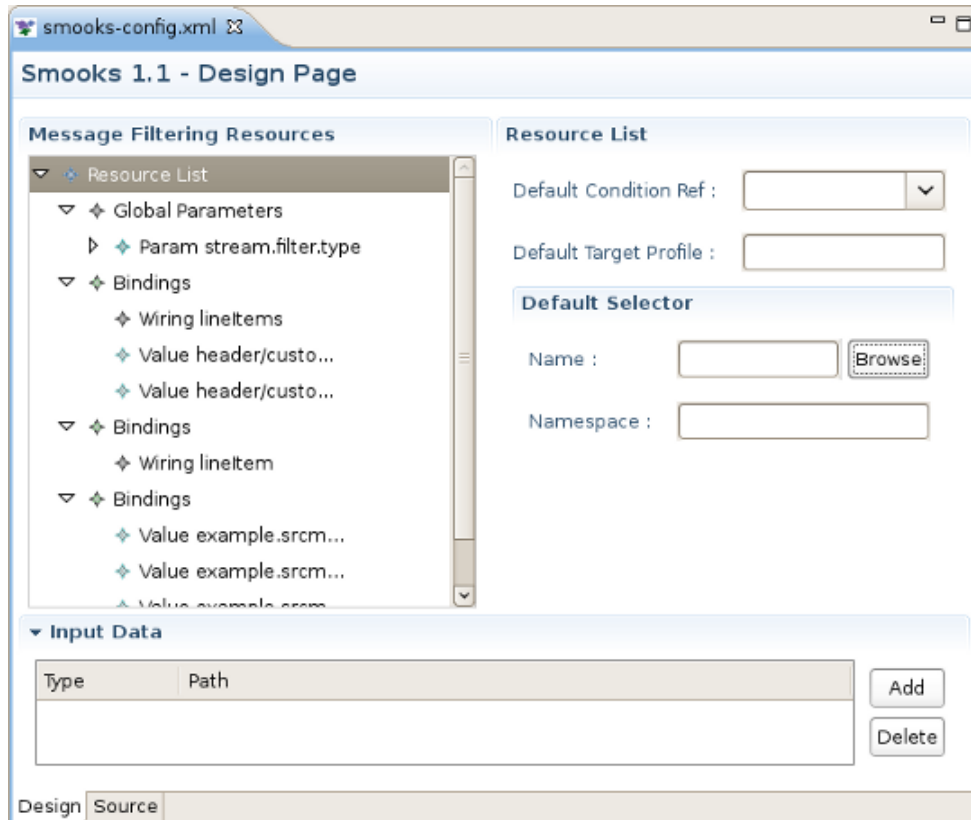 smooks-config.xml
Smooks 1.1 - Design Page
Message Filtering Resources
Resource List
Global Parameters
Param stream.filter.type
Bindings
Wiring lineItems
Value header/custo...
Value header/custo...
Bindings
Wiring lineItem
Bindings
Value example.srcm...
Value example.srcm...
Value example.srcm...
Resource List
Default Condition Ref :
Default Target Profile :
Default Selector
Name :
Browse
Namespace :
Input Data
Type Path
Add
Delete
Design Source